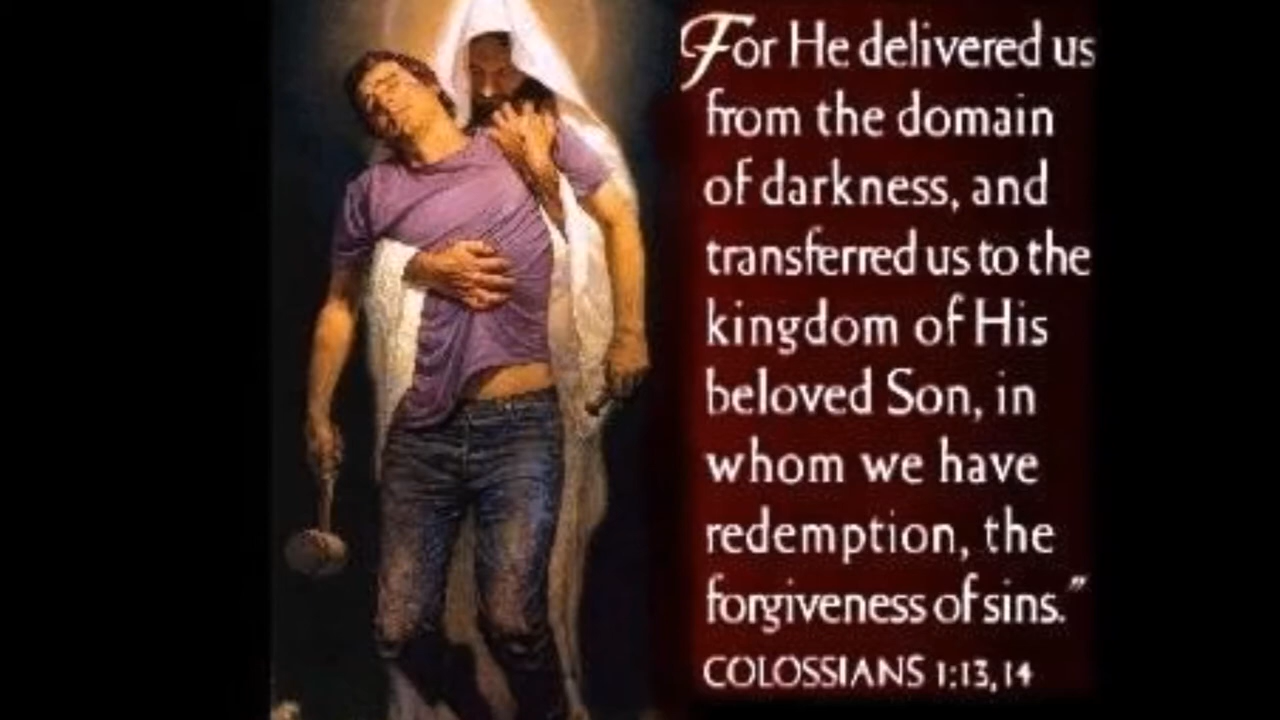 For He delivered us
from the domain
of darkness, and
transferred us to the
kingdom of His
beloved Son, in
whom we have
redemption, the
forgiveness of sins.”
COLOSSIANS 1:13, 14